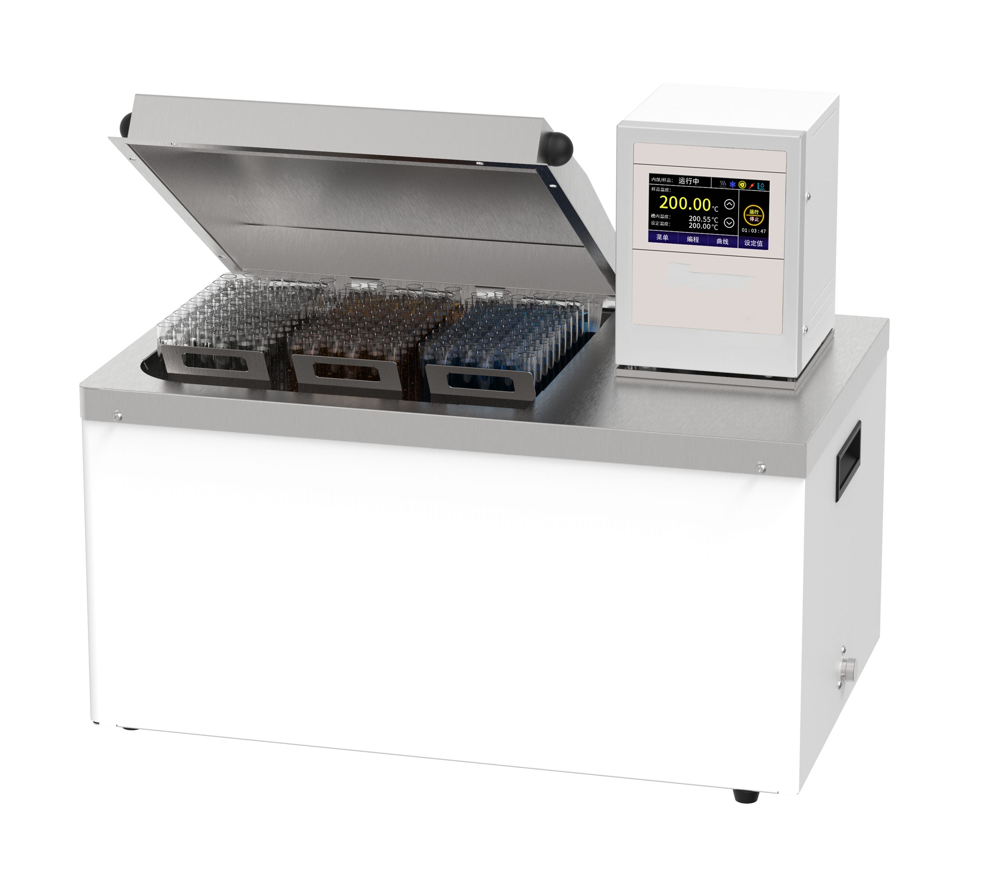 内部/样品： 运行中
样品温度：
200.00 ℃
槽内温度： 200.55℃
设定温度： 200.00℃
运行
停止
01:03:47
菜单 编程 曲线 设定值